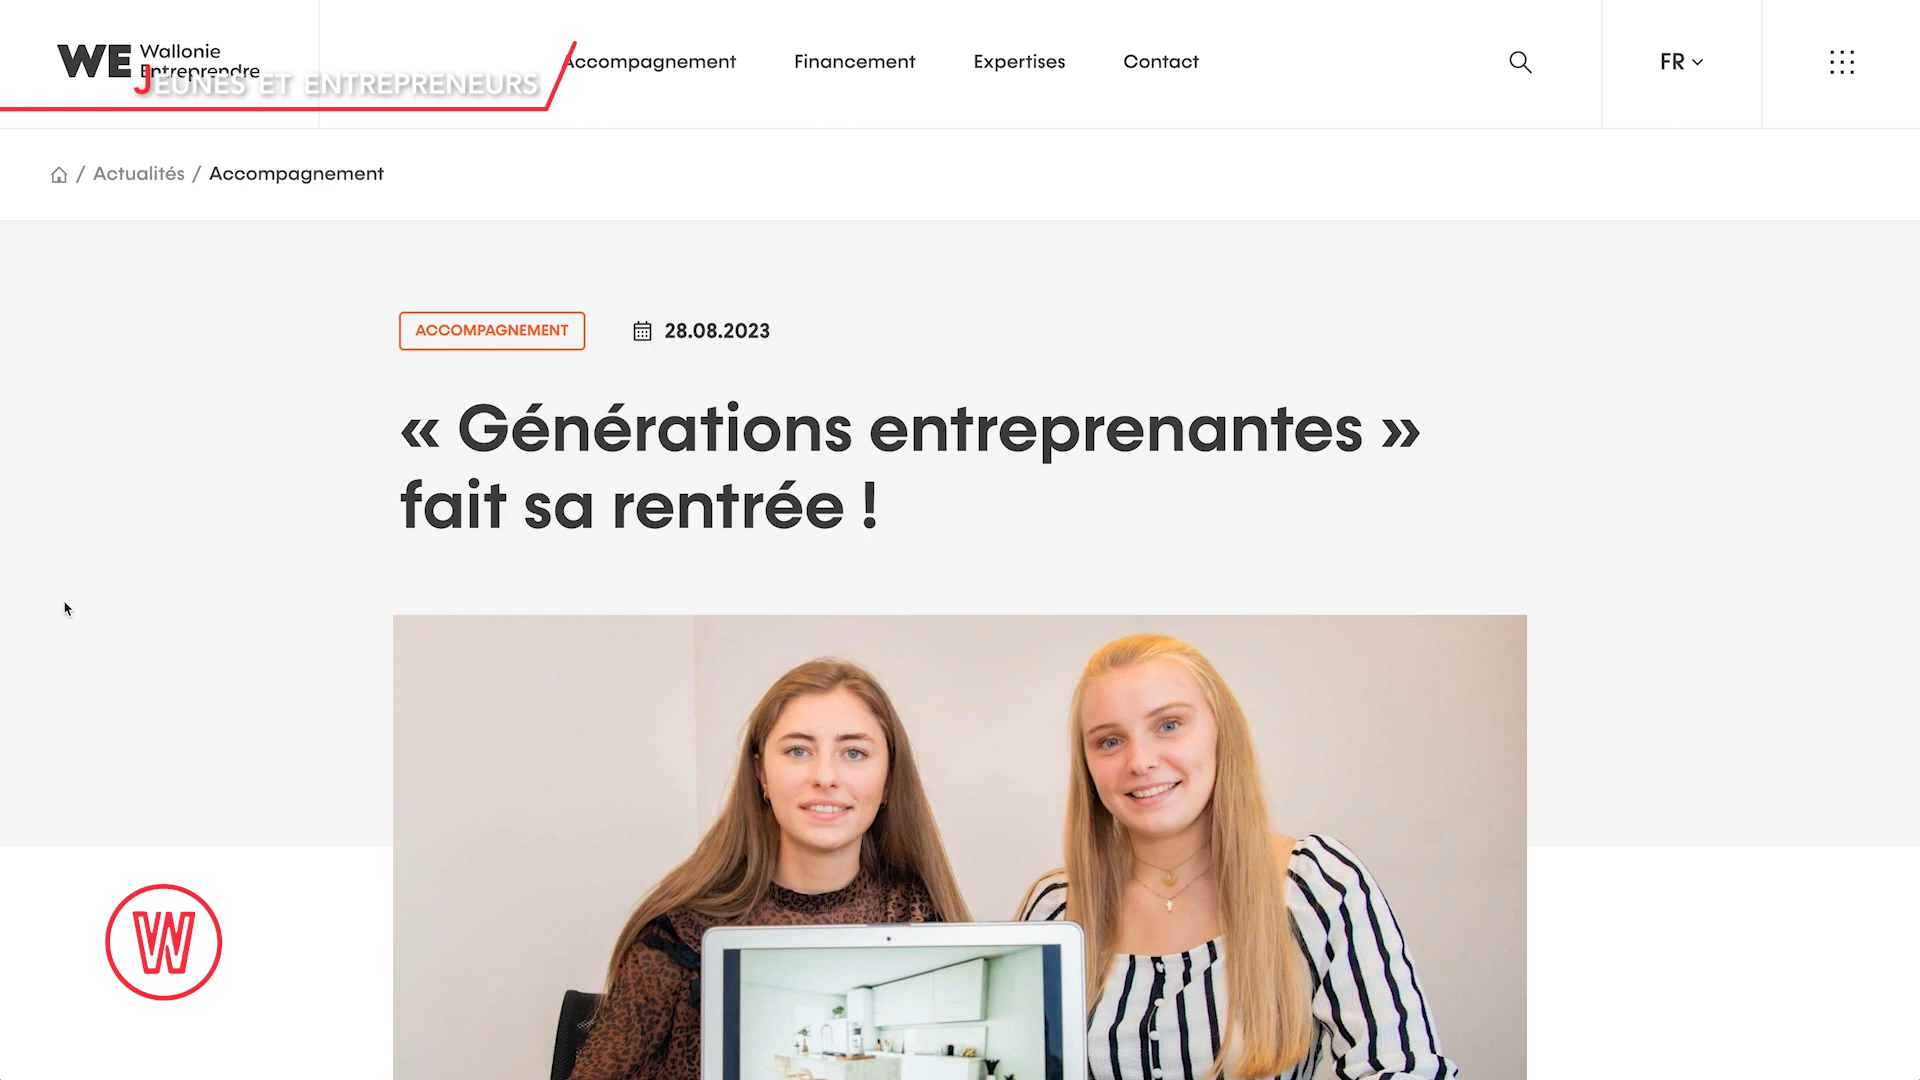 WE Wallonie
Entreprendre
JEUNES ET ENTREPRENEURS
Accompagnement
Financement
Expertises
Contact
FR
/ Actualités / Accompagnement
ACCOMPAGNEMENT
28.08.2023
« Générations entreprenantes »
fait sa rentrée !
W